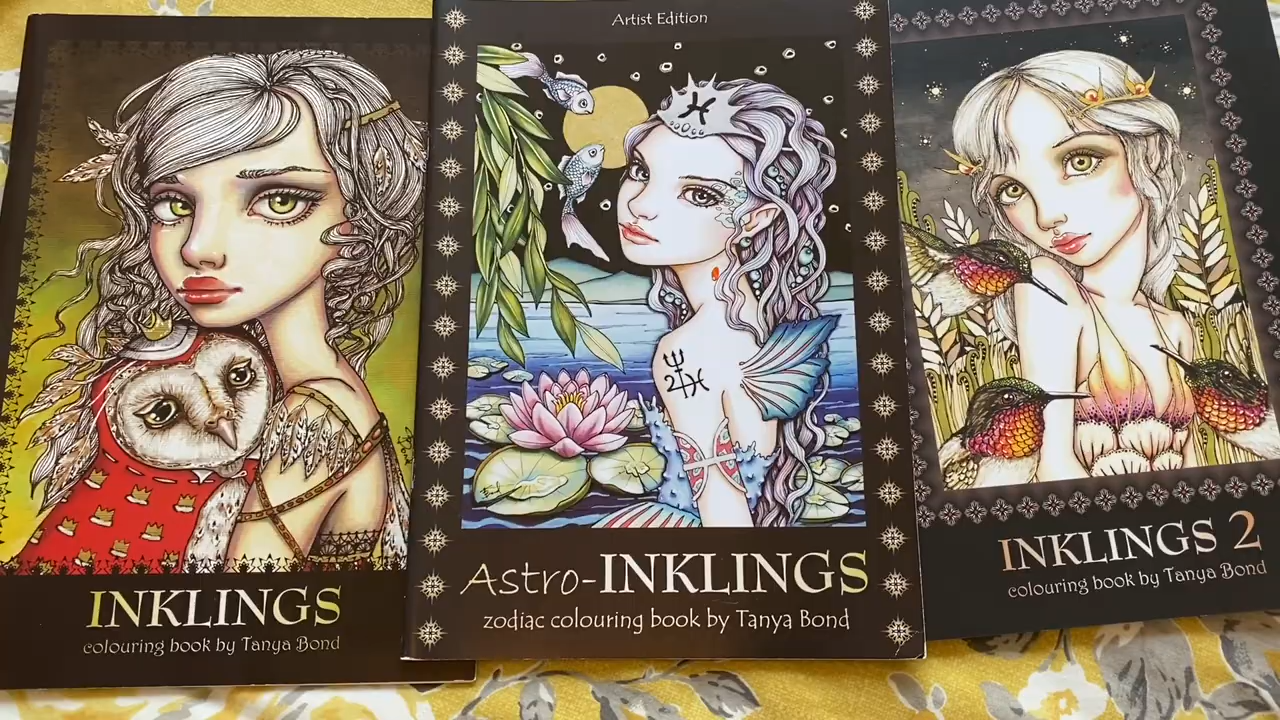 INKLINGS
colouring book by Tanya Bond
Artist Edition
Astro-INKLINGS
zodiac colouring book by Tanya Bond
INKLINGS 2
colouring book by Tanya Bond